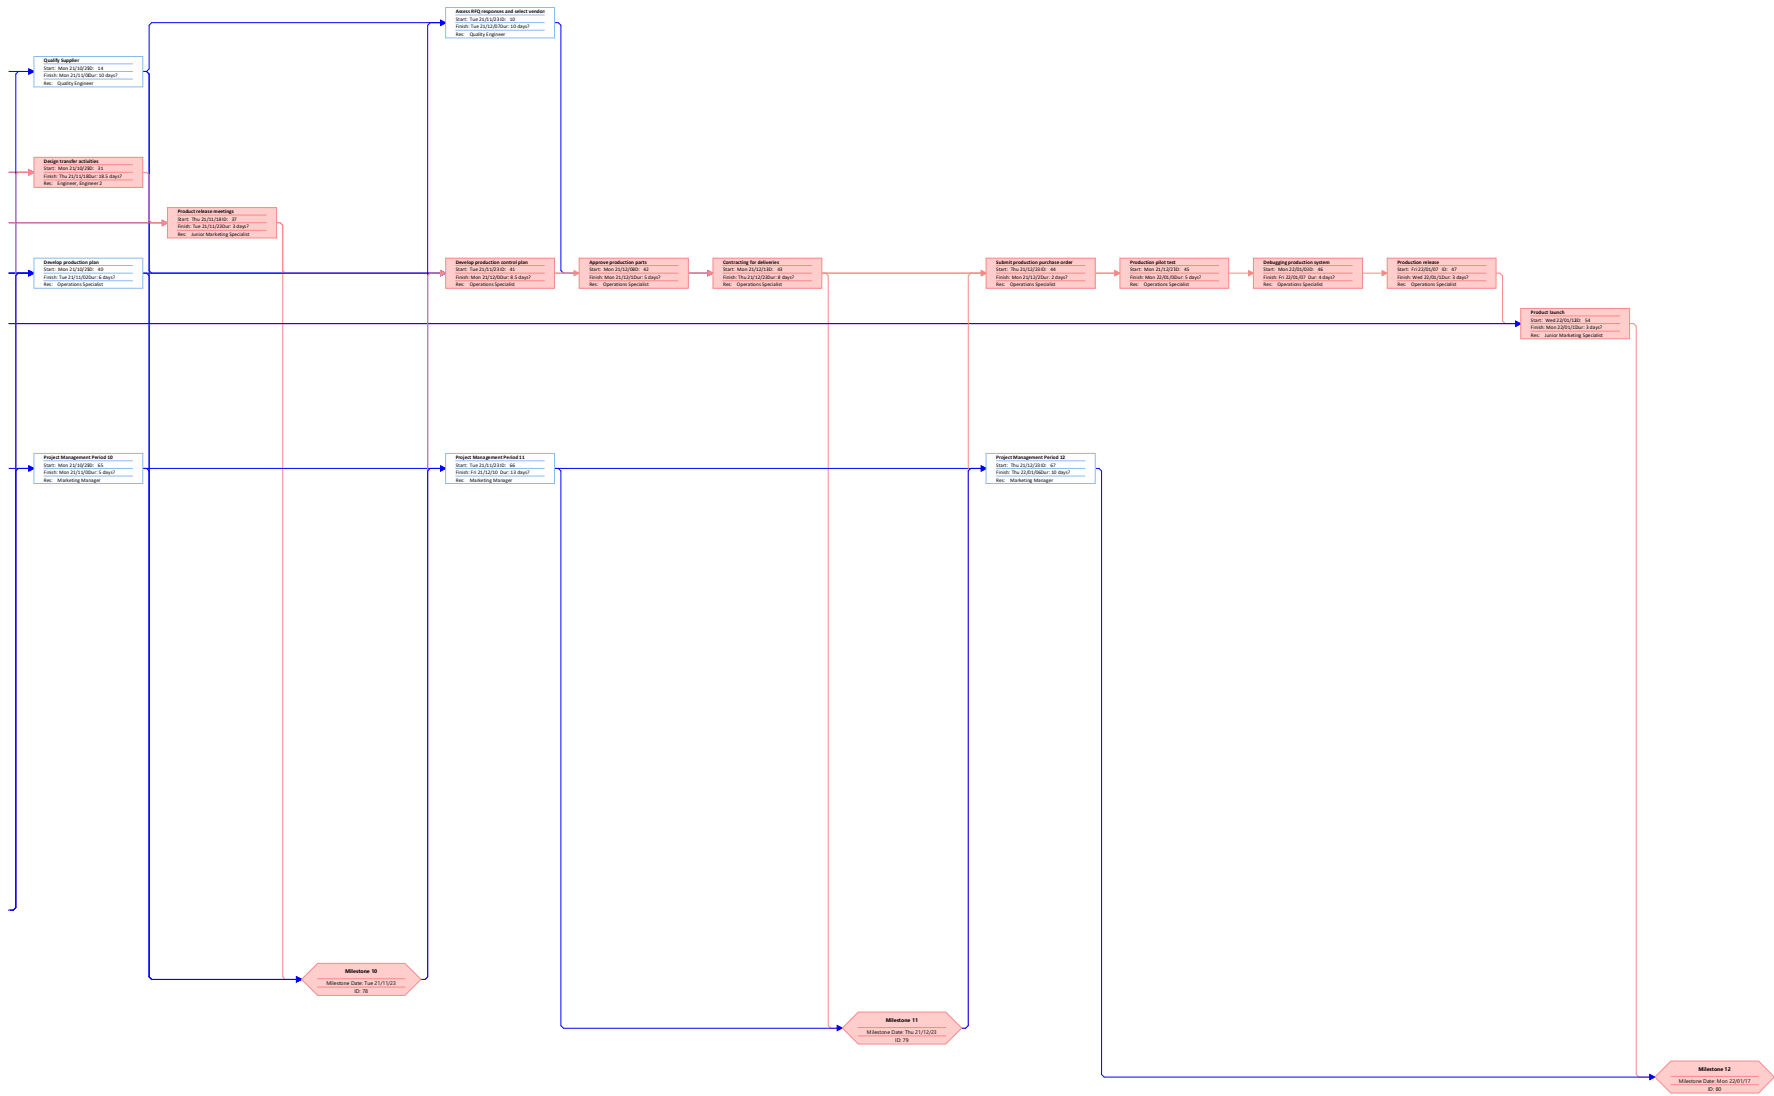 Assess RFQ responses and select vendor
Start: Tue 21/11/23 ID: 10
Finish: Tue 21/12/07 Dur: 10 days?
Res: Quality Engineer
Qualify Supplier
Start: Mon 21/10/25 ID: 14
Finish: Mon 21/11/0 Dur: 10 days?
Res: Quality Engineer
Design transfer activities
Start: Mon 21/10/25 ID: 31
Finish: Thu 21/11/18 Dur: 18.5 days?
Res: Engineer, Engineer 2
Product release meetings
Start: Thu 21/11/18 ID: 37
Finish: Tue 21/11/23 Dur: 3 days?
Res: Junior Marketing Specialist
Develop production plan
Start: Mon 21/10/25 ID: 40
Finish: Tue 21/11/02 Dur: 6 days?
Res: Operations Specialist
Develop production control plan
Start: Tue 21/11/23 ID: 41
Finish: Mon 21/12/0 Dur: 8.5 days?
Res: Operations Specialist
Approve production parts
Start: Mon 21/12/06 ID: 42
Finish: Mon 21/12/1 Dur: 5 days?
Res: Operations Specialist
Contracting for deliveries
Start: Mon 21/12/13 ID: 43
Finish: Thu 21/12/23 Dur: 8 days?
Res: Operations Specialist
Submit production purchase order
Start: Thu 21/12/23 ID: 44
Finish: Mon 21/12/2 Dur: 2 days?
Res: Operations Specialist
Production pilot test
Start: Mon 21/12/27 ID: 45
Finish: Mon 22/01/0 Dur: 5 days?
Res: Operations Specialist
Debugging production system
Start: Mon 22/01/03 ID: 46
Finish: Fri 22/01/07 Dur: 4 days?
Res: Operations Specialist
Production release
Start: Fri 22/01/07 ID: 47
Finish: Wed 22/01/1 Dur: 3 days?
Res: Operations Specialist
Product launch
Start: Wed 22/01/12 ID: 54
Finish: Mon 22/01/1 Dur: 3 days?
Res: Junior Marketing Specialist
Project Management Period 10
Start: Mon 21/10/25 ID: 65
Finish: Mon 21/11/0 Dur: 5 days?
Res: Marketing Manager
Project Management Period 11
Start: Tue 21/11/23 ID: 66
Finish: Fri 21/12/10 Dur: 13 days?
Res: Marketing Manager
Project Management Period 12
Start: Thu 21/12/23 ID: 67
Finish: Thu 22/01/06 Dur: 10 days?
Res: Marketing Manager
Milestone 10
Milestone Date: Tue 21/11/23
ID: 78
Milestone 11
Milestone Date: Thu 21/12/23
ID: 79
Milestone 12
Milestone Date: Mon 22/01/17
ID: 80